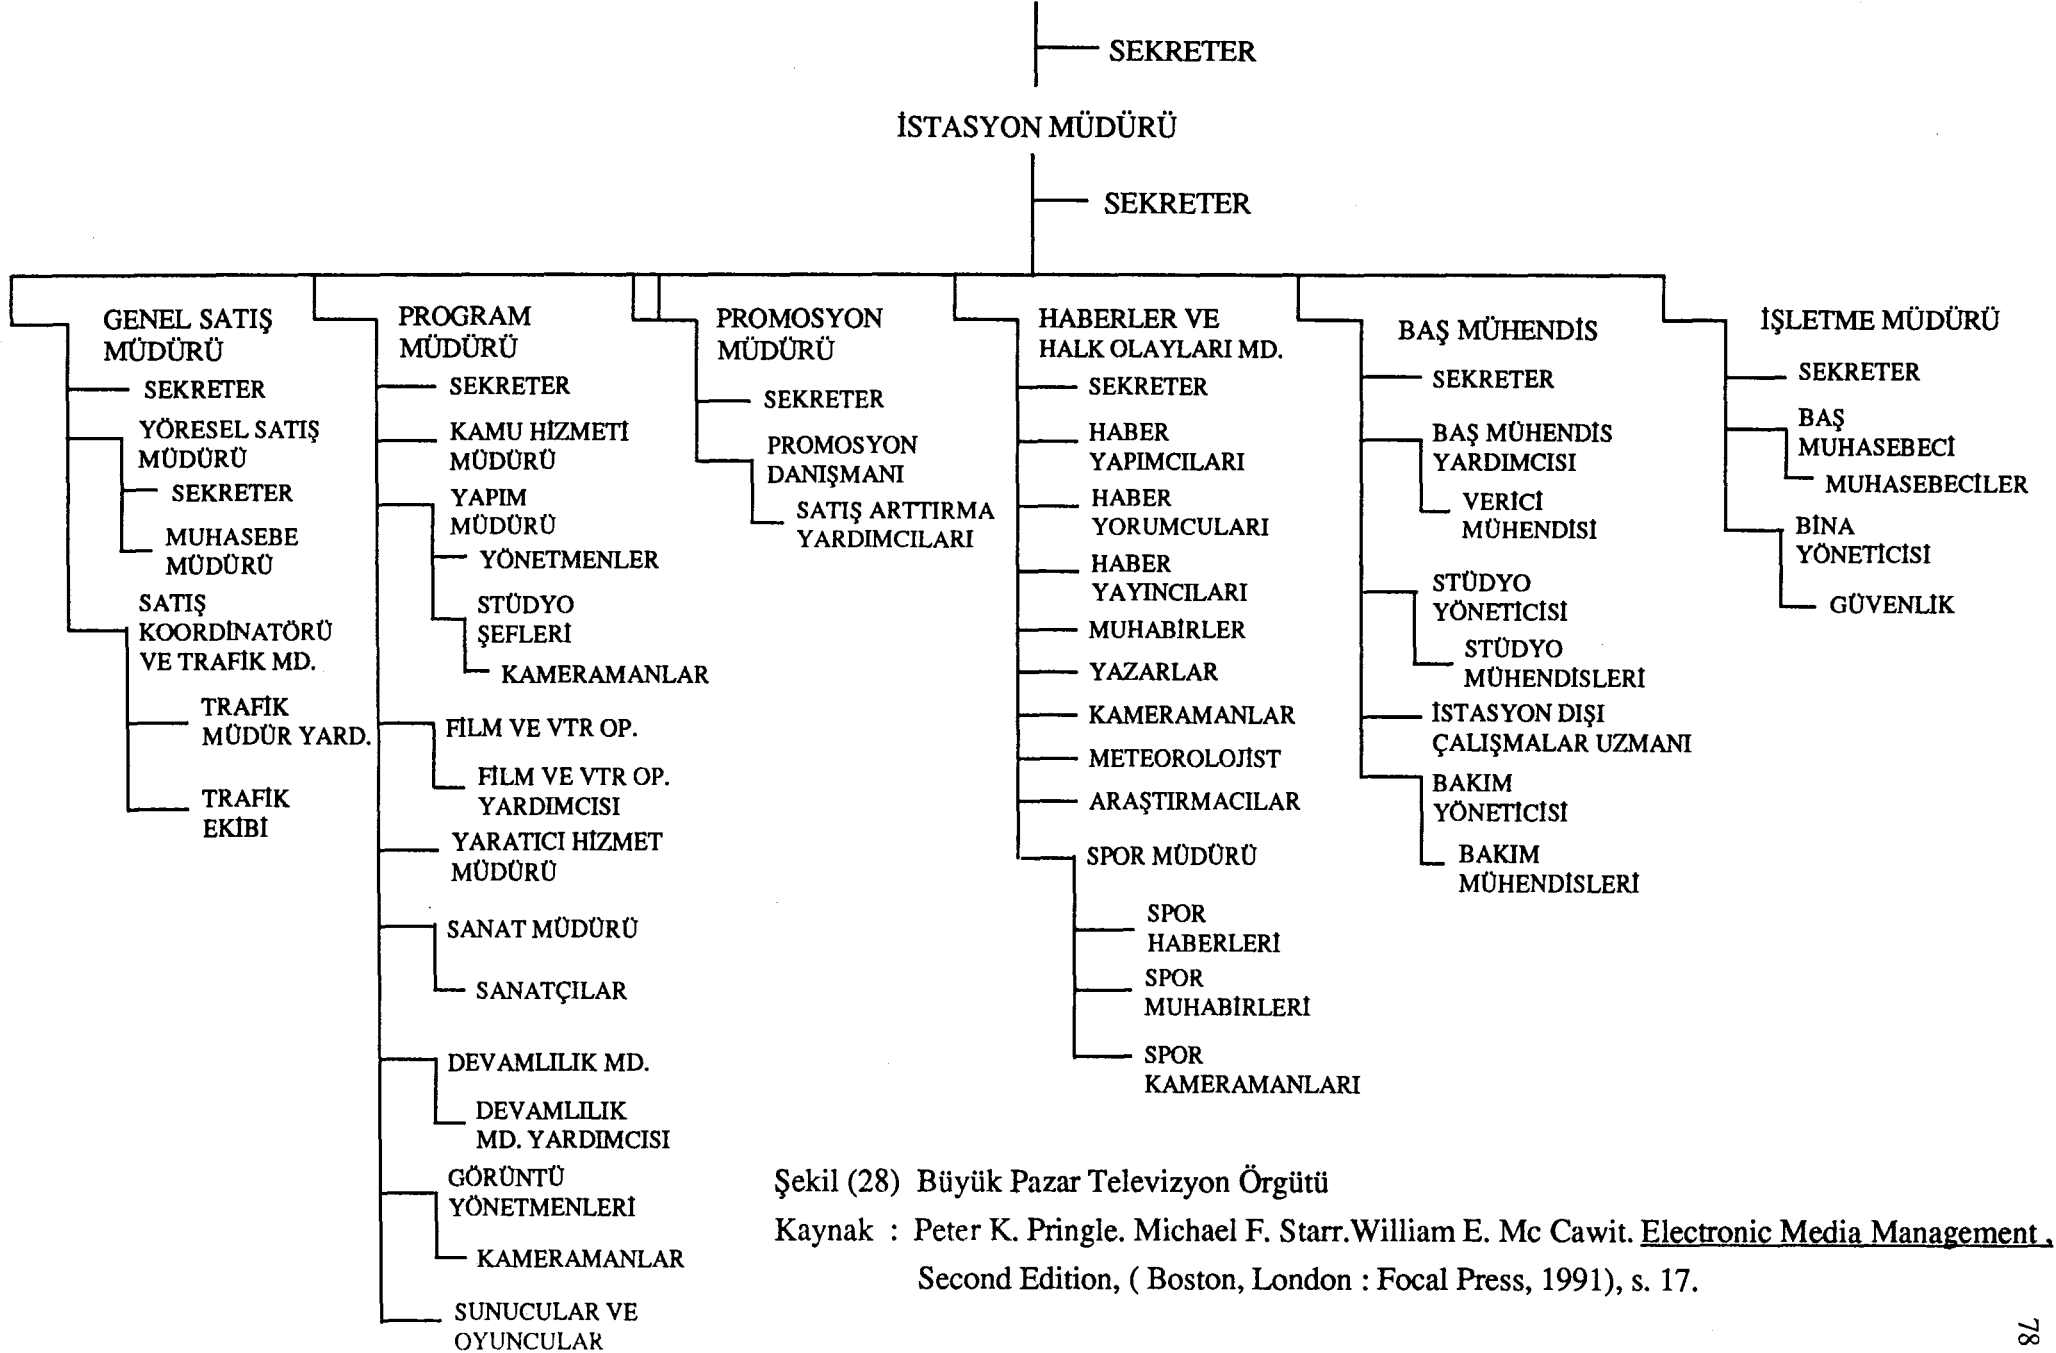 SEKRETER
İSTASYON MÜDÜRÜ
SEKRETER
GENEL SATIŞ
MÜDÜRÜ
SEKRETER
YÖRESEL SATIŞ
MÜDÜRÜ
SEKRETER
MUHASEBE
MÜDÜRÜ
SATIŞ
KOORDİNATÖRÜ
VE TRAFİK MD.
TRAFİK
MÜDÜR YARD.
TRAFİK
EKİBİ
PROGRAM
MÜDÜRÜ
SEKRETER
KAMU HİZMETİ
MÜDÜRÜ
YAPIM
MÜDÜRÜ
YÖNETMENLER
STÜDYO
ŞEFLERİ
KAMERAMANLAR
FİLM VE VTR OP.
FİLM VE VTR OP.
YARDIMCISI
YARATICI HİZMET
MÜDÜRÜ
SANAT MÜDÜRÜ
SANATÇILAR
DEVAMLILIK MD.
DEVAMLILIK
MD. YARDIMCISI
GÖRÜNTÜ
YÖNETMENLERİ
KAMERAMANLAR
SUNUCULAR VE
OYUNCULAR
PROMOSYON
MÜDÜRÜ
SEKRETER
PROMOSYON
DANIŞMANI
SATIŞ ARTTIRMA
YARDIMCILARI
HABERLER VE
HALK OLAYLARI MD.
SEKRETER
HABER
YAPIMCILARI
HABER
YORUMCULARI
HABER
YAYINCILARI
MUHABİRLER
YAZARLAR
KAMERAMANLAR
METEOROLOJİST
ARAŞTIRMACILAR
SPOR MÜDÜRÜ
SPOR
HABERLERİ
SPOR
MUHABİRLERİ
SPOR
KAMERAMANLARI
BAŞ MÜHENDİS
SEKRETER
BAŞ MÜHENDİS
YARDIMCISI
VERİCİ
MÜHENDİSİ
STÜDYO
YÖNETİCİSİ
STÜDYO
MÜHENDİSLERİ
İSTASYON DIŞI
ÇALIŞMALAR UZMANI
BAKIM
YÖNETİCİSİ
BAKIM
MÜHENDİSLERİ
İŞLETME MÜDÜRÜ
SEKRETER
BAŞ
MUHASEBECİ
MUHASEBECİLER
BİNA
YÖNETİCİSİ
GÜVENLİK
Şekil (28) Büyük Pazar Televizyon Örgütü
Kaynak : Peter K. Pringle. Michael F. Starr.William E. Mc Cawit. Electronic Media Management,
Second Edition, ( Boston, London : Focal Press, 1991), s. 17.
78